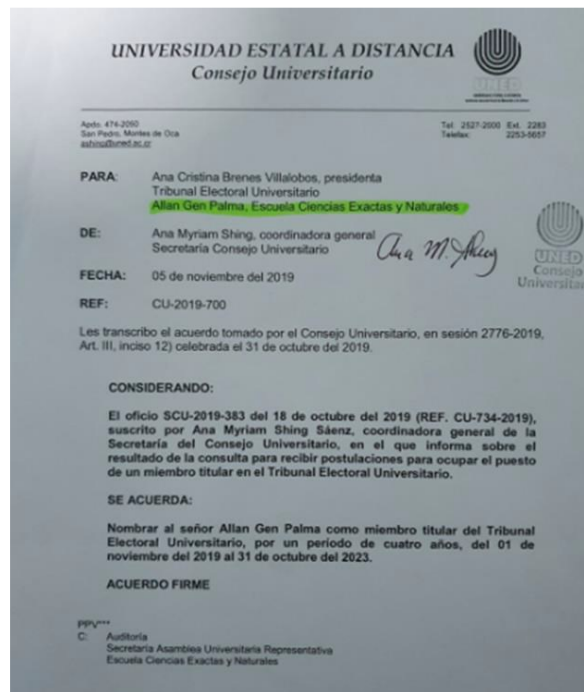 UNIVERSIDAD ESTATAL A DISTANCIA
Consejo Universitario
UNED
Apdo. 474-2050
San Pedro, Montes de Oca
ashing@uned.ac.cr
Tel. 2527-2000 Ext. 2283
Telefax: 2253-5657
PARA: Ana Cristina Brenes Villalobos, presidenta
Tribunal Electoral Universitario
Allan Gen Palma, Escuela Ciencias Exactas y Naturales
DE: Ana Myriam Shing, coordinadora general
Secretaría Consejo Universitario
Ana M. Shing
UNED
Consejo
Universitar
FECHA: 05 de noviembre del 2019
REF: CU-2019-700
Les transcribo el acuerdo tomado por el Consejo Universitario, en sesión 2776-2019,
Art. III, inciso 12) celebrada el 31 de octubre del 2019.
CONSIDERANDO:
El oficio SCU-2019-383 del 18 de octubre del 2019 (REF. CU-734-2019),
suscrito por Ana Myriam Shing Sáenz, coordinadora general de la
Secretaría del Consejo Universitario, en el que informa sobre el
resultado de la consulta para recibir postulaciones para ocupar el puesto
de un miembro titular en el Tribunal Electoral Universitario.
SE ACUERDA:
Nombrar al señor Allan Gen Palma como miembro titular del Tribunal
Electoral Universitario, por un período de cuatro años, del 01 de
noviembre del 2019 al 31 de octubre del 2023.
ACUERDO FIRME
PPV***
C: Auditoría
Secretaría Asamblea Universitaria Representativa
Escuela Ciencias Exactas y Naturales